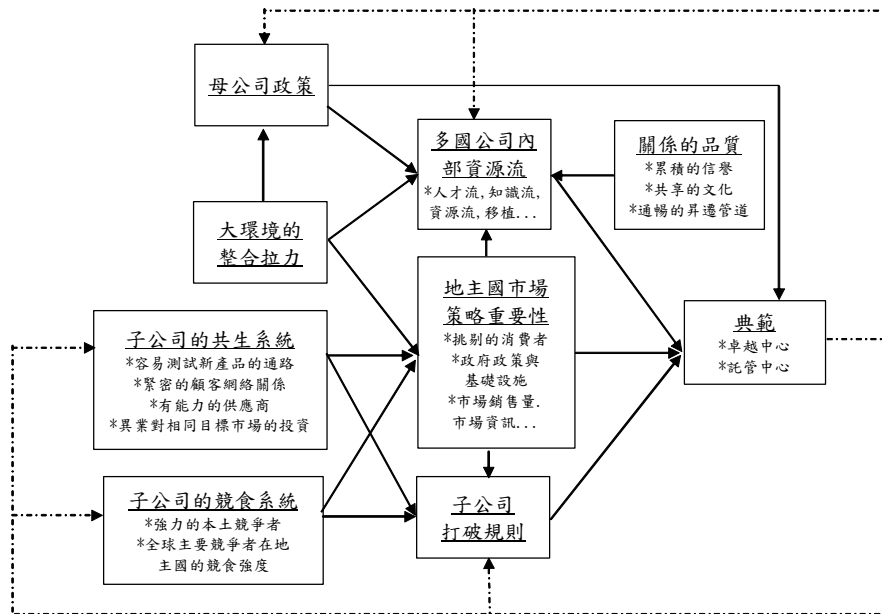 母公司政策
多國公司內
部資源流
*人才流,知識流,
資源流,移植...
關係的品質
*累積的信譽
*共享的文化
*通暢的昇遷管道
大環境的
整合拉力
地主國市場
策略重要性
*挑剔的消費者
*政府政策與
基礎設施
*市場銷售量.
市場資訊...
典範
*卓越中心
*託管中心
子公司的共生系統
*容易測試新產品的通路
*緊密的顧客網絡關係
*有能力的供應商
*異業對相同目標市場的投資
子公司的競食系統
*強力的本土競爭者
*全球主要競爭者在地
主國的競食強度
子公司
打破規則